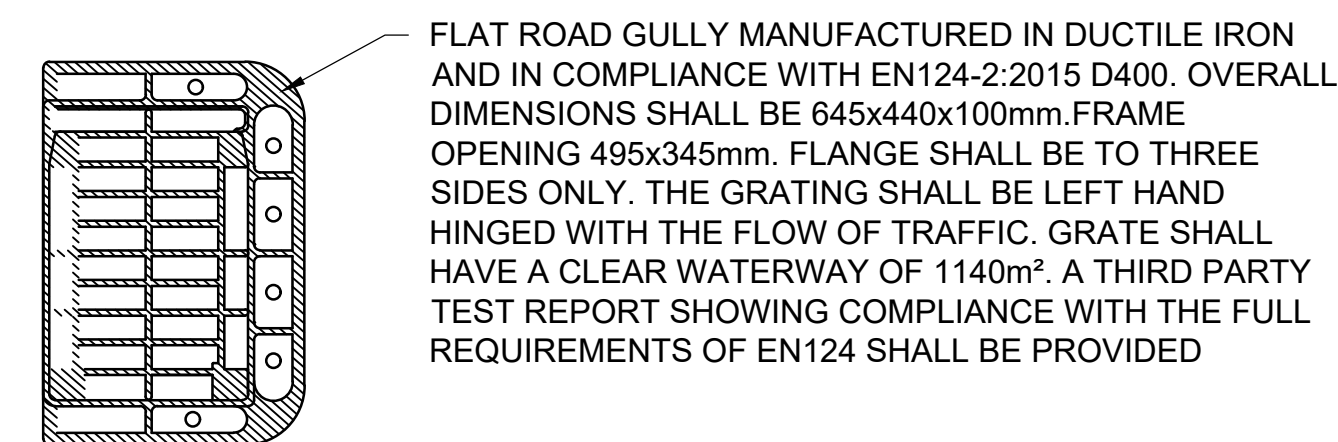 FLAT ROAD GULLY MANUFACTURED IN DUCTILE IRON
AND IN COMPLIANCE WITH EN124-2:2015 D400. OVERALL
DIMENSIONS SHALL BE 645x440x100mm.FRAME
OPENING 495x345mm. FLANGE SHALL BE TO THREE
SIDES ONLY. THE GRATING SHALL BE LEFT HAND
HINGED WITH THE FLOW OF TRAFFIC. GRATE SHALL
HAVE A CLEAR WATERWAY OF 1140m². A THIRD PARTY
TEST REPORT SHOWING COMPLIANCE WITH THE FULL
REQUIREMENTS OF EN124 SHALL BE PROVIDED